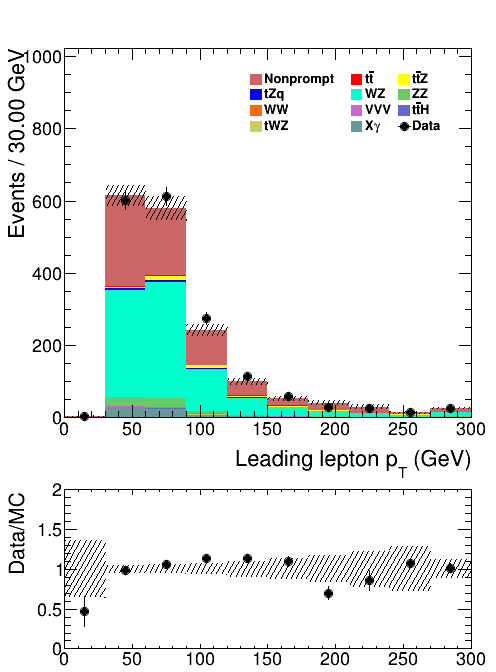 Events / 30.00 GeV
1000
800
600
400
200
0
Nonprompt
tt̄
tt̄Z
tZq
WZ
ZZ
WW
VVV
tt̄H
tWZ
Xγ
Data
0 50 100 150 200 250 300
Leading lepton p_T (GeV)
Data/MC
2
1.5
1
0.5
0
0 50 100 150 200 250 300